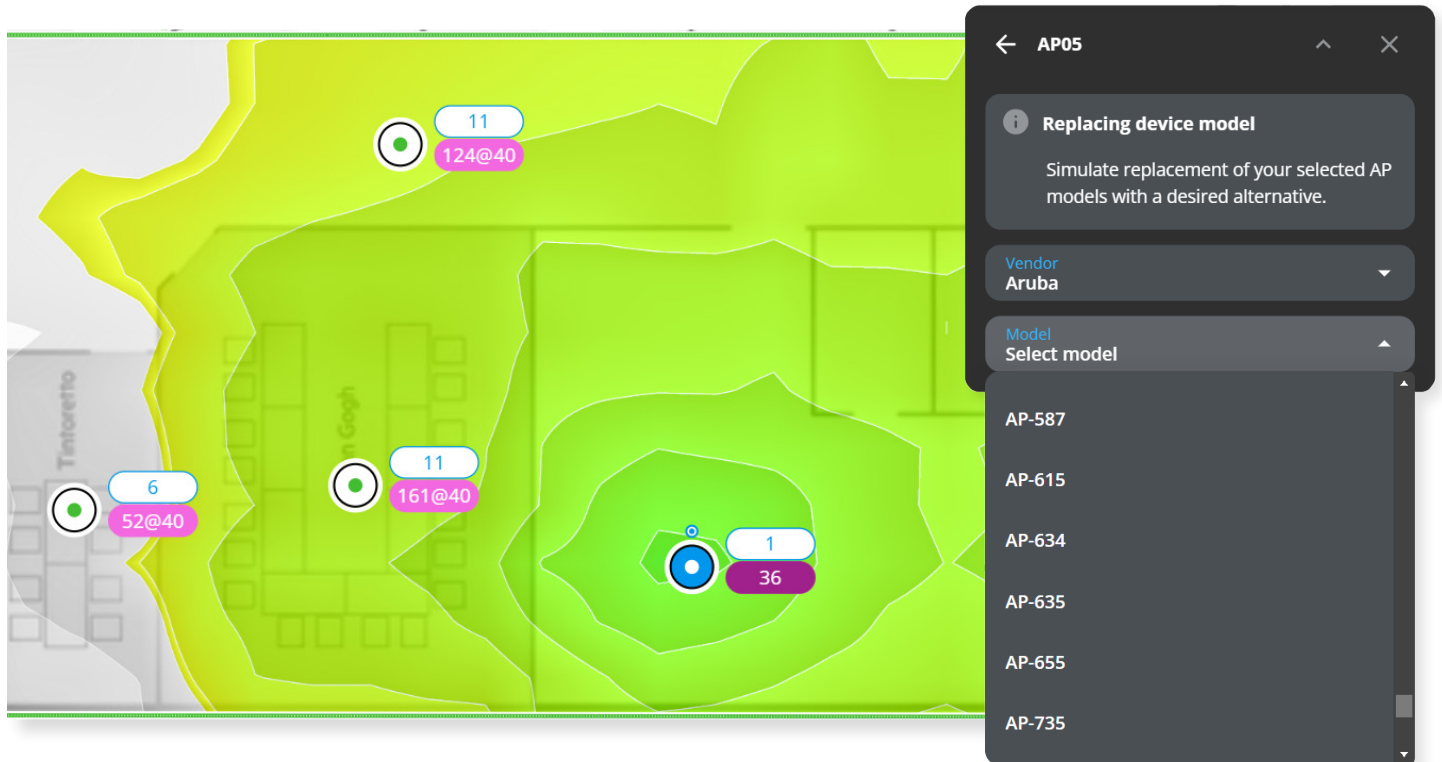 11
124@40
Tintoretto
n Gogh
11
161@40
6
52@40
1
36
AP05
Replacing device model
Simulate replacement of your selected AP
models with a desired alternative.
Vendor
Aruba
Model
Select model
AP-587
AP-615
AP-634
AP-635
AP-655
AP-735